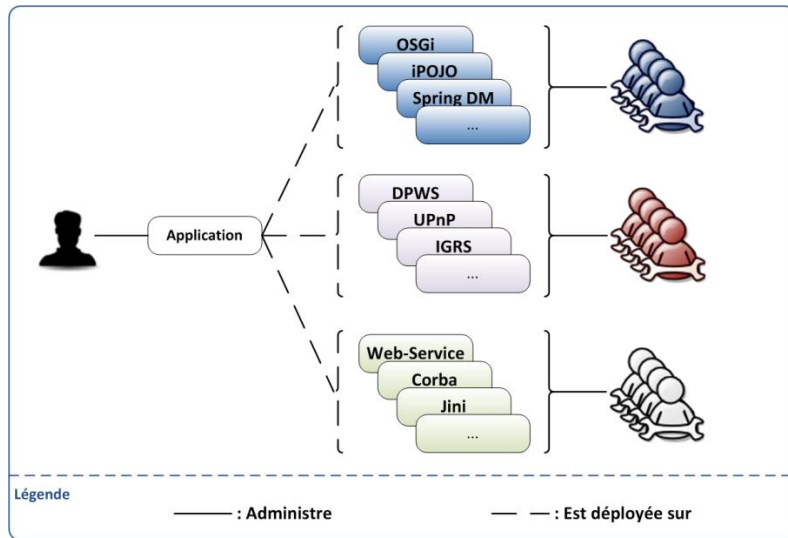 OSGi
iPOJO
Spring DM
...
Application
DPWS
UPnP
IGRS
...
Web-Service
Corba
Jini
...
Légende
: Administre
: Est déployée sur